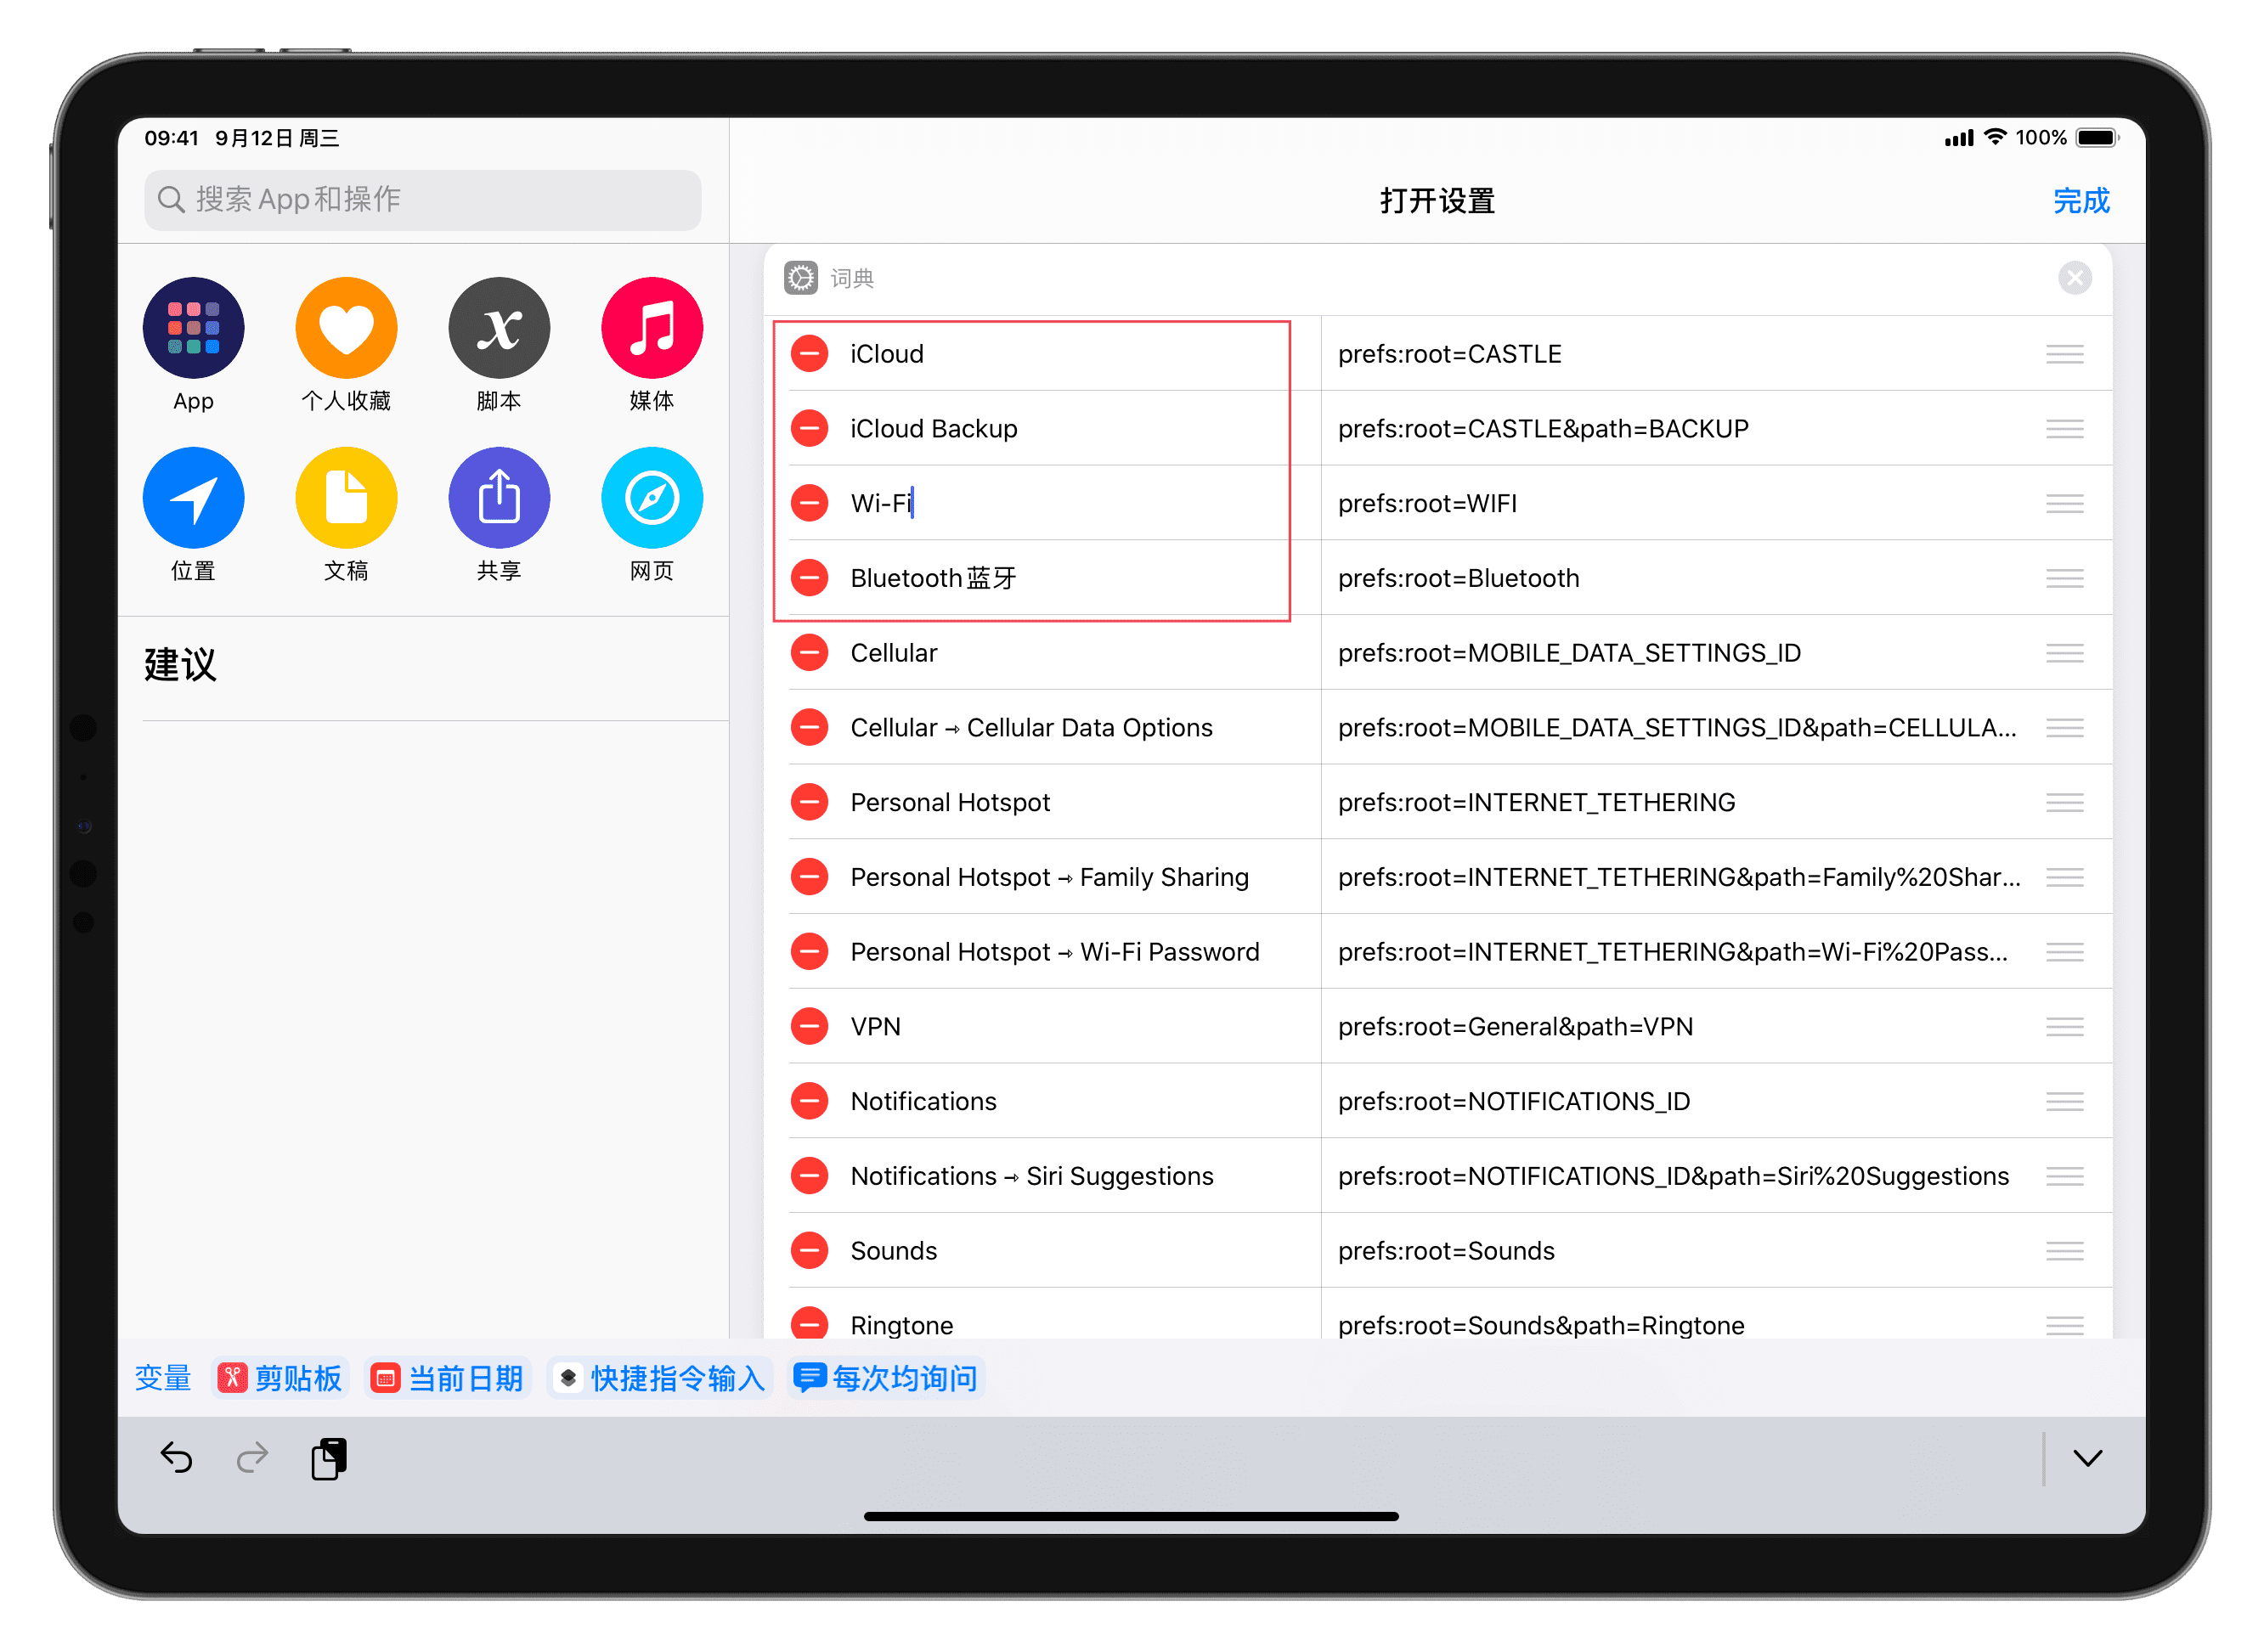 09:41 9月12日 周三
100%
搜索 App 和操作
打开设置
完成
App
个人收藏
脚本
媒体
位置
文稿
共享
网页
建议
词典
iCloud prefs:root=CASTLE
iCloud Backup prefs:root=CASTLE&path=BACKUP
Wi-Fi prefs:root=WIFI
Bluetooth蓝牙 prefs:root=Bluetooth
Cellular prefs:root=MOBILE_DATA_SETTINGS_ID
Cellular → Cellular Data Options prefs:root=MOBILE_DATA_SETTINGS_ID&path=CELLULA...
Personal Hotspot prefs:root=INTERNET_TETHERING
Personal Hotspot → Family Sharing prefs:root=INTERNET_TETHERING&path=Family%20Shar...
Personal Hotspot → Wi-Fi Password prefs:root=INTERNET_TETHERING&path=Wi-Fi%20Pass...
VPN prefs:root=General&path=VPN
Notifications prefs:root=NOTIFICATIONS_ID
Notifications → Siri Suggestions prefs:root=NOTIFICATIONS_ID&path=Siri%20Suggestions
Sounds prefs:root=Sounds
Ringtone prefs:root=Sounds&path=Ringtone
变量 剪贴板 当前日期 快捷指令输入 每次均询问